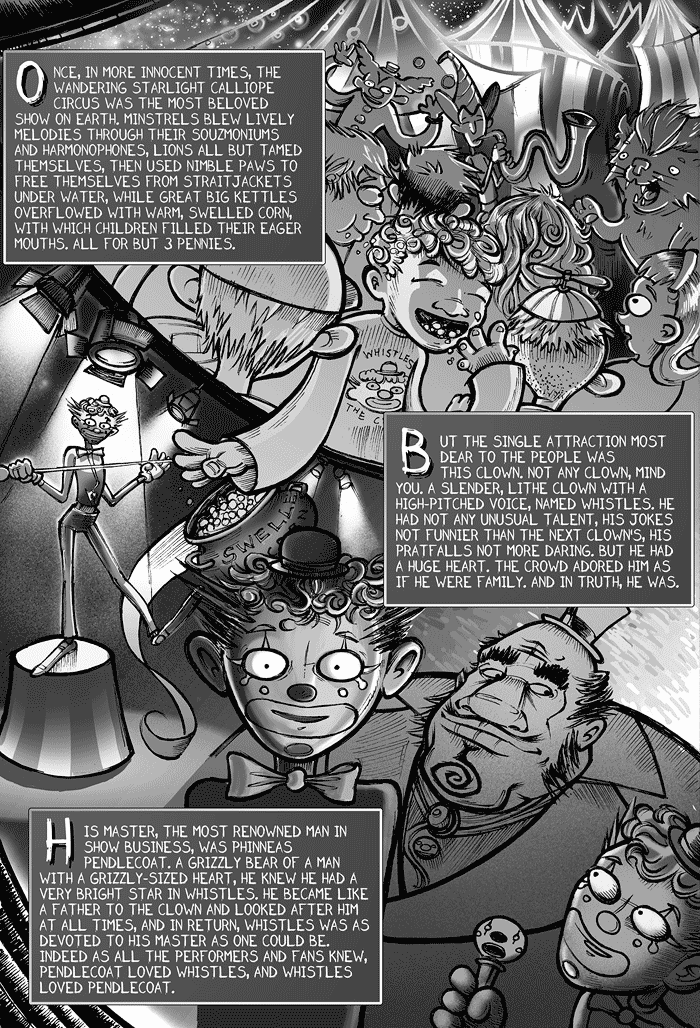 ONCE, IN MORE INNOCENT TIMES, THE
WANDERING STARLIGHT CALLIOPE
CIRCUS WAS THE MOST BELOVED
SHOW ON EARTH. MINSTRELS BLEW LIVELY
MELODIES THROUGH THEIR SOUZMONIUMS
AND HARMONOPHONES, LIONS ALL BUT TAMED
THEMSELVES, THEN USED NIMBLE PAWS TO
FREE THEMSELVES FROM STRAITJACKETS
UNDER WATER, WHILE GREAT BIG KETTLES
OVERFLOWED WITH WARM, SWELLED CORN,
WITH WHICH CHILDREN FILLED THEIR EAGER
MOUTHS. ALL FOR BUT 3 PENNIES.
WHISTLES
THE C
BUT THE SINGLE ATTRACTION MOST
DEAR TO THE PEOPLE WAS
THIS CLOWN. NOT ANY CLOWN, MIND
YOU. A SLENDER, LITHE CLOWN WITH A
HIGH-PITCHED VOICE, NAMED WHISTLES. HE
HAD NOT ANY UNUSUAL TALENT, HIS JOKES
NOT FUNNIER THAN THE NEXT CLOWN'S, HIS
PRATFALLS NOT MORE DARING. BUT HE HAD
A HUGE HEART. THE CROWD ADORED HIM AS
IF HE WERE FAMILY. AND IN TRUTH, HE WAS.
SWELL
HIS MASTER, THE MOST RENOWNED MAN IN
SHOW BUSINESS, WAS PHINNEAS
PENDLECOAT. A GRIZZLY BEAR OF A MAN
WITH A GRIZZLY-SIZED HEART, HE KNEW HE HAD A
VERY BRIGHT STAR IN WHISTLES. HE BECAME LIKE
A FATHER TO THE CLOWN AND LOOKED AFTER HIM
AT ALL TIMES, AND IN RETURN, WHISTLES WAS AS
DEVOTED TO HIS MASTER AS ONE COULD BE.
INDEED AS ALL THE PERFORMERS AND FANS KNEW,
PENDLECOAT LOVED WHISTLES, AND WHISTLES
LOVED PENDLECOAT.